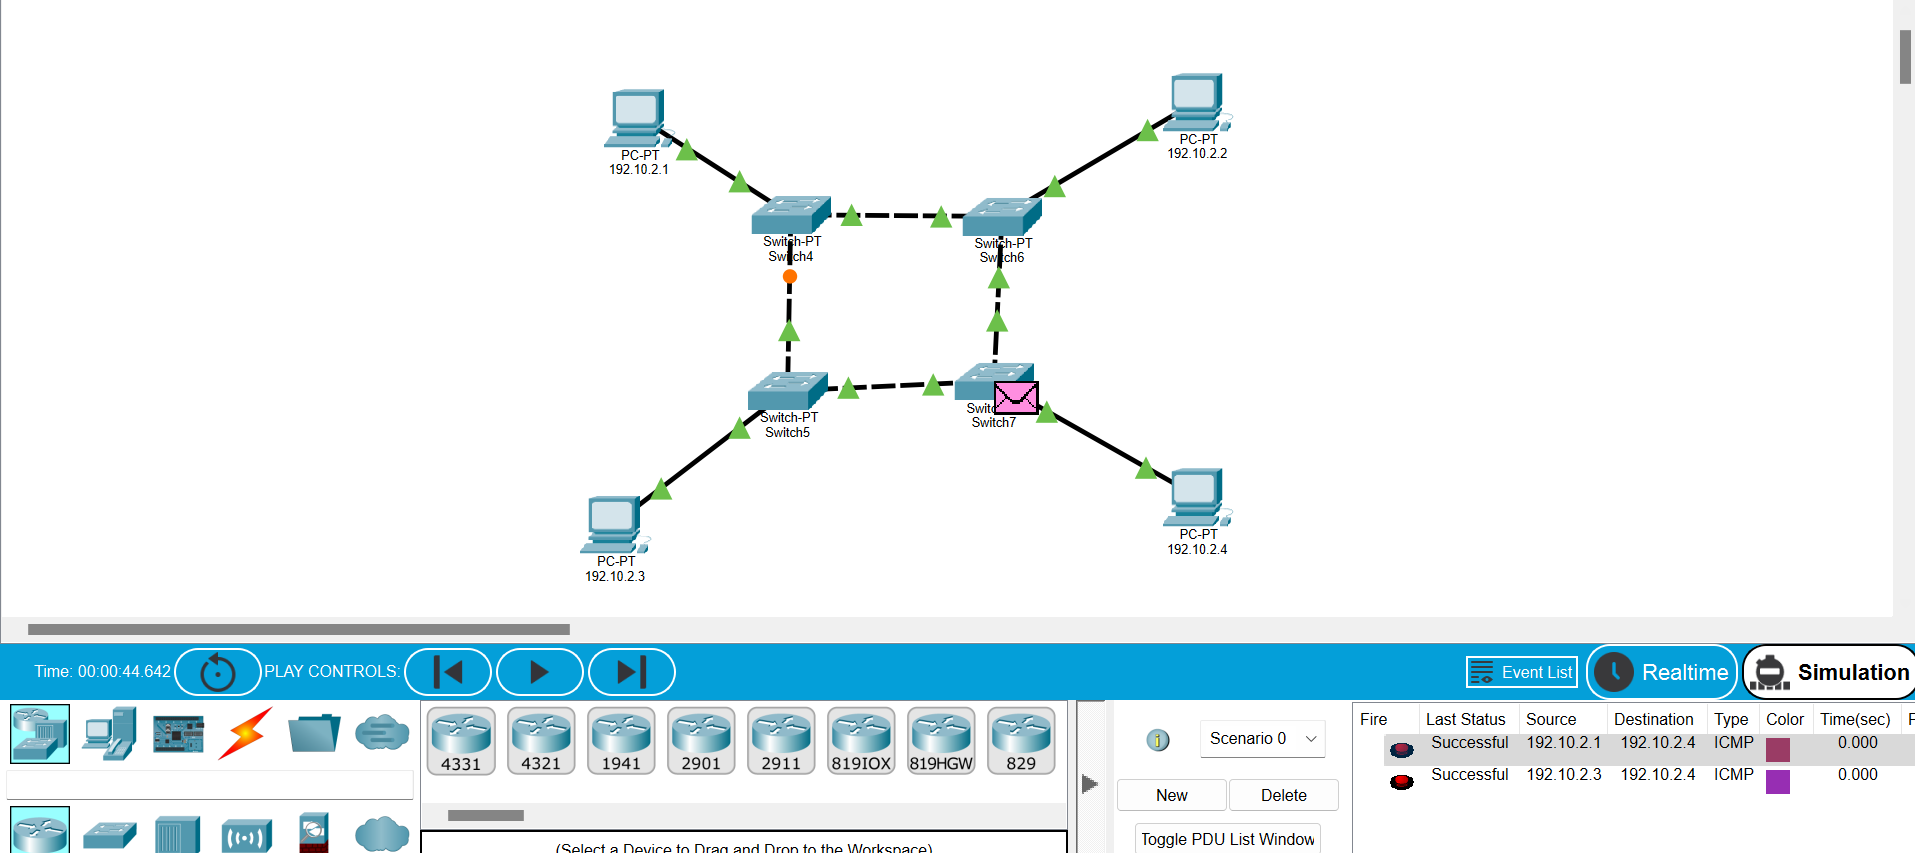 PC-PT
192.10.2.1
PC-PT
192.10.2.2
Switch-PT
Switch4
Switch-PT
Switch6
Switch-PT
Switch5
Switch7
PC-PT
192.10.2.3
PC-PT
192.10.2.4
Time: 00:00:44.642
PLAY CONTROLS:
Event List
Realtime
Simulation
4331
4321
1941
2901
2911
819IOX
819HGW
829
(Select a Device to Drag and Drop to the Workspace)
Scenario 0
New
Delete
Toggle PDU List Window
Fire Last Status Source Destination Type Color Time(sec)
Successful 192.10.2.1 192.10.2.4 ICMP 0.000
Successful 192.10.2.3 192.10.2.4 ICMP 0.000